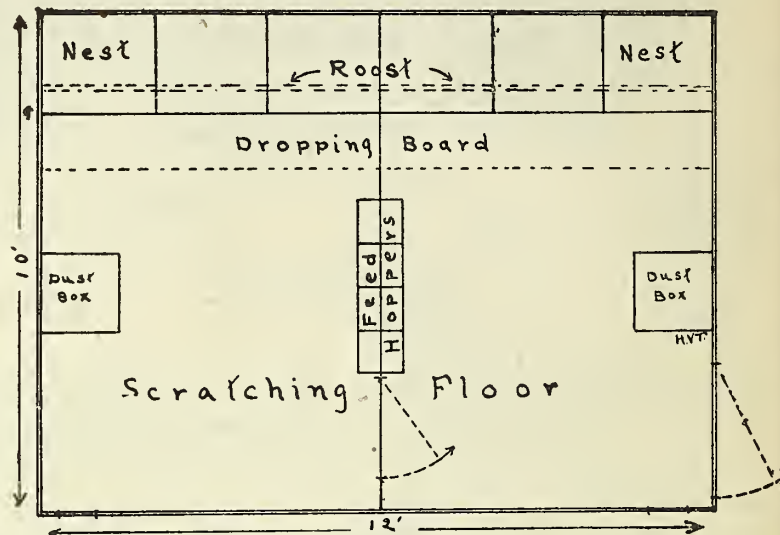 Nest
Roost
Nest
Dropping Board
Feed
Hoppers
Dust
Box
Dust
Box
H.V.T.
Scratching Floor
10'
12'